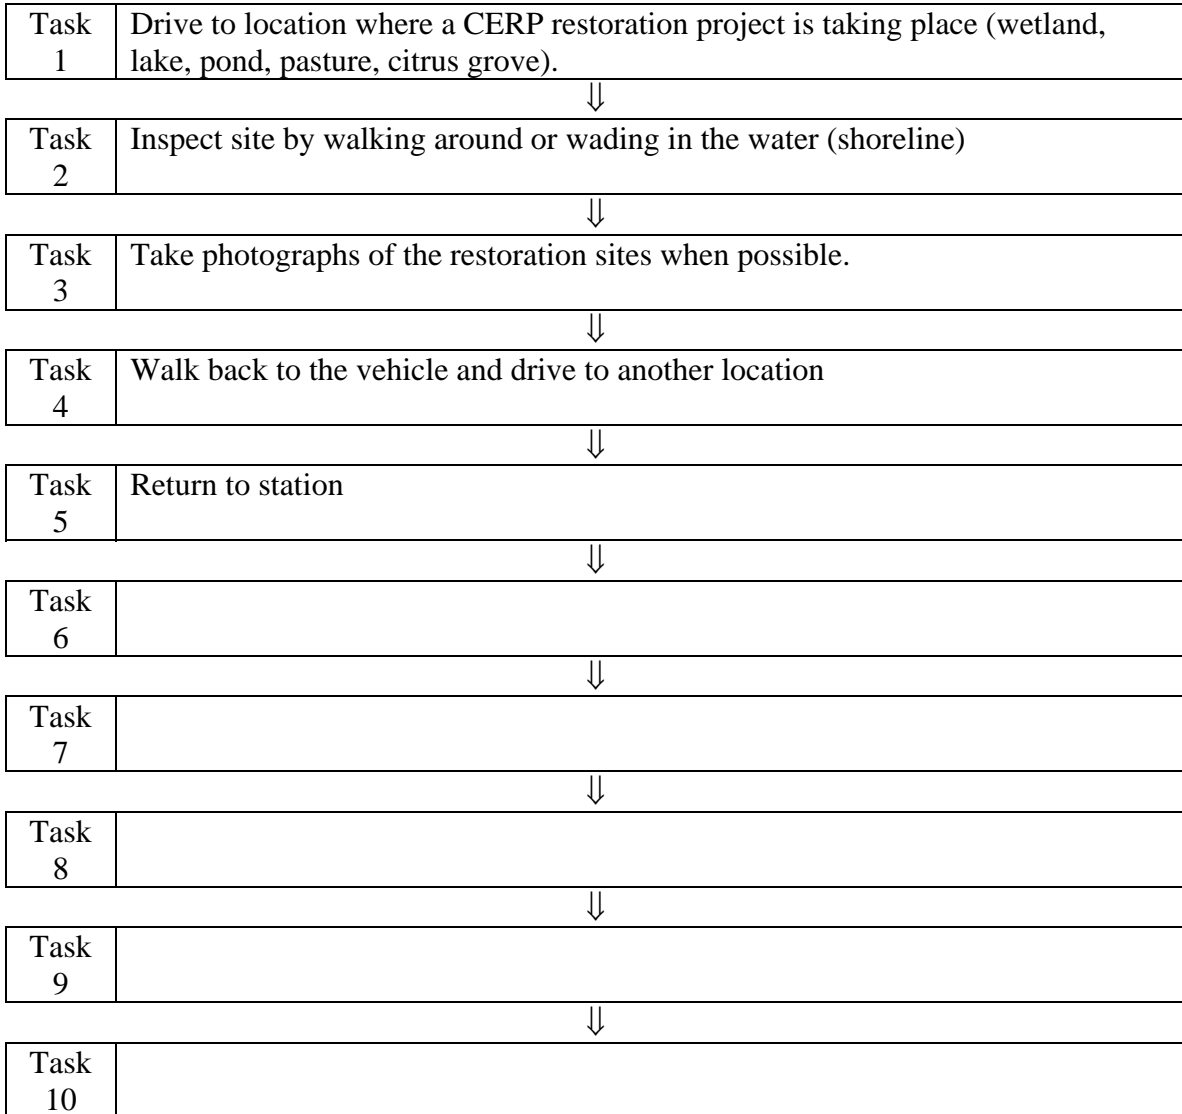 Task Drive to location where a CERP restoration project is taking place (wetland,
1 lake, pond, pasture, citrus grove).
⇓
Task Inspect site by walking around or wading in the water (shoreline)
2
⇓
Task Take photographs of the restoration sites when possible.
3
⇓
Task Walk back to the vehicle and drive to another location
4
⇓
Task Return to station
5
⇓
Task
6
⇓
Task
7
⇓
Task
8
⇓
Task
9
⇓
Task
10